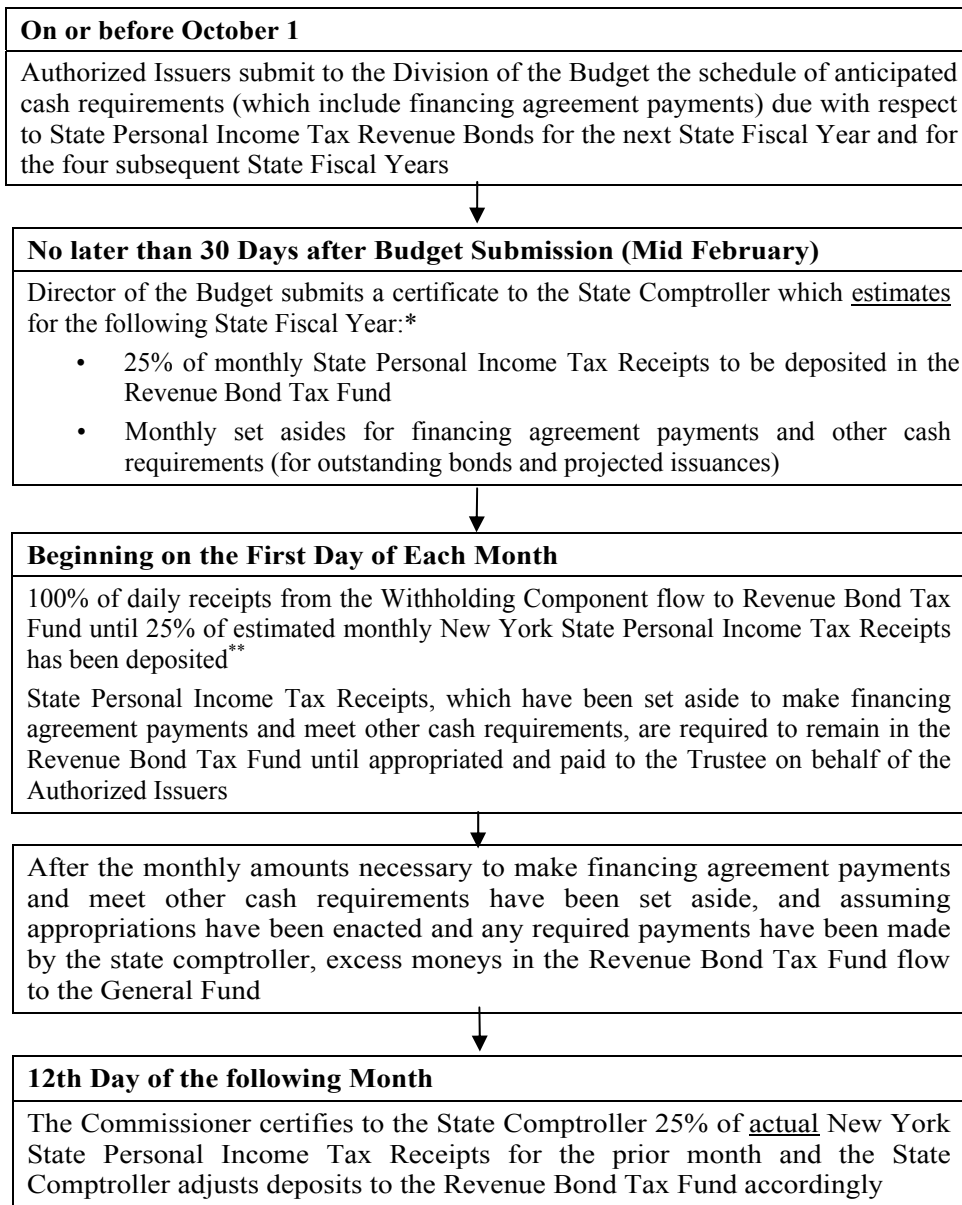 On or before October 1
Authorized Issuers submit to the Division of the Budget the schedule of anticipated
cash requirements (which include financing agreement payments) due with respect
to State Personal Income Tax Revenue Bonds for the next State Fiscal Year and for
the four subsequent State Fiscal Years
No later than 30 Days after Budget Submission (Mid February)
Director of the Budget submits a certificate to the State Comptroller which estimates
for the following State Fiscal Year:*
• 25% of monthly State Personal Income Tax Receipts to be deposited in the
Revenue Bond Tax Fund
• Monthly set asides for financing agreement payments and other cash
requirements (for outstanding bonds and projected issuances)
Beginning on the First Day of Each Month
100% of daily receipts from the Withholding Component flow to Revenue Bond Tax
Fund until 25% of estimated monthly New York State Personal Income Tax Receipts
has been deposited**
State Personal Income Tax Receipts, which have been set aside to make financing
agreement payments and meet other cash requirements, are required to remain in the
Revenue Bond Tax Fund until appropriated and paid to the Trustee on behalf of the
Authorized Issuers
After the monthly amounts necessary to make financing agreement payments
and meet other cash requirements have been set aside, and assuming
appropriations have been enacted and any required payments have been made
by the state comptroller, excess moneys in the Revenue Bond Tax Fund flow
to the General Fund
12th Day of the following Month
The Commissioner certifies to the State Comptroller 25% of actual New York
State Personal Income Tax Receipts for the prior month and the State
Comptroller adjusts deposits to the Revenue Bond Tax Fund accordingly